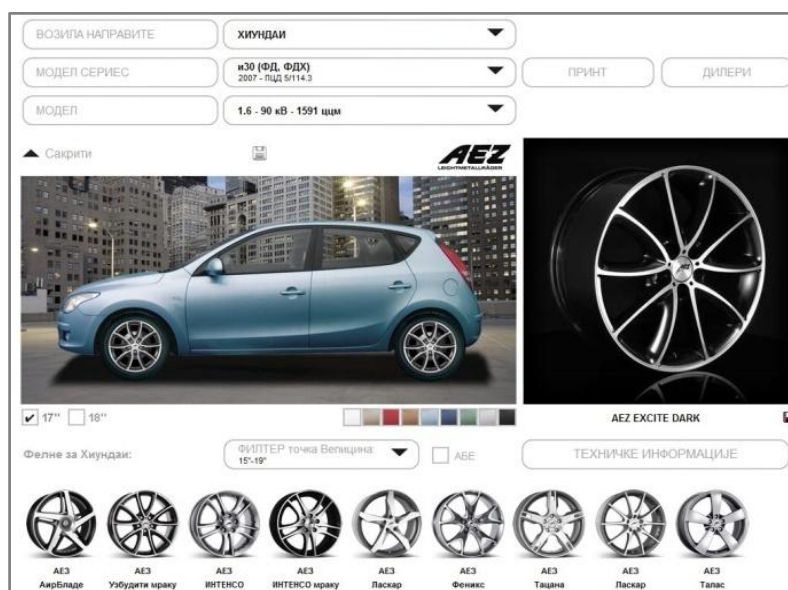 ВОЗИЛА НАПРАВИТЕ
ХИУНДАИ
МОДЕЛ СЕРИЕС
и30 (ФД, ФДХ)
2007 - ПЦД 5/114.3
ПРИНТ
ДИЛЕРИ
МОДЕЛ
1.6 - 90 кВ - 1591 ццм
Сакрити
AEZ
LEICHTMETALLRÄDER
AEZ
17"
18"
AEZ EXCITE DARK
Фелне за Хиундаи:
ФИЛТЕР точка Величина:
15"-19"
АБЕ
ТЕХНИЧКЕ ИНФОРМАЦИЈЕ
АЕЗ
АирБладе
АЕЗ
Узбудити мраку
АЕЗ
ИНТЕНСО
АЕЗ
ИНТЕНСО мраку
АЕЗ
Ласкар
АЕЗ
Феникс
АЕЗ
Тацана
АЕЗ
Ласкар
АЕЗ
Талас